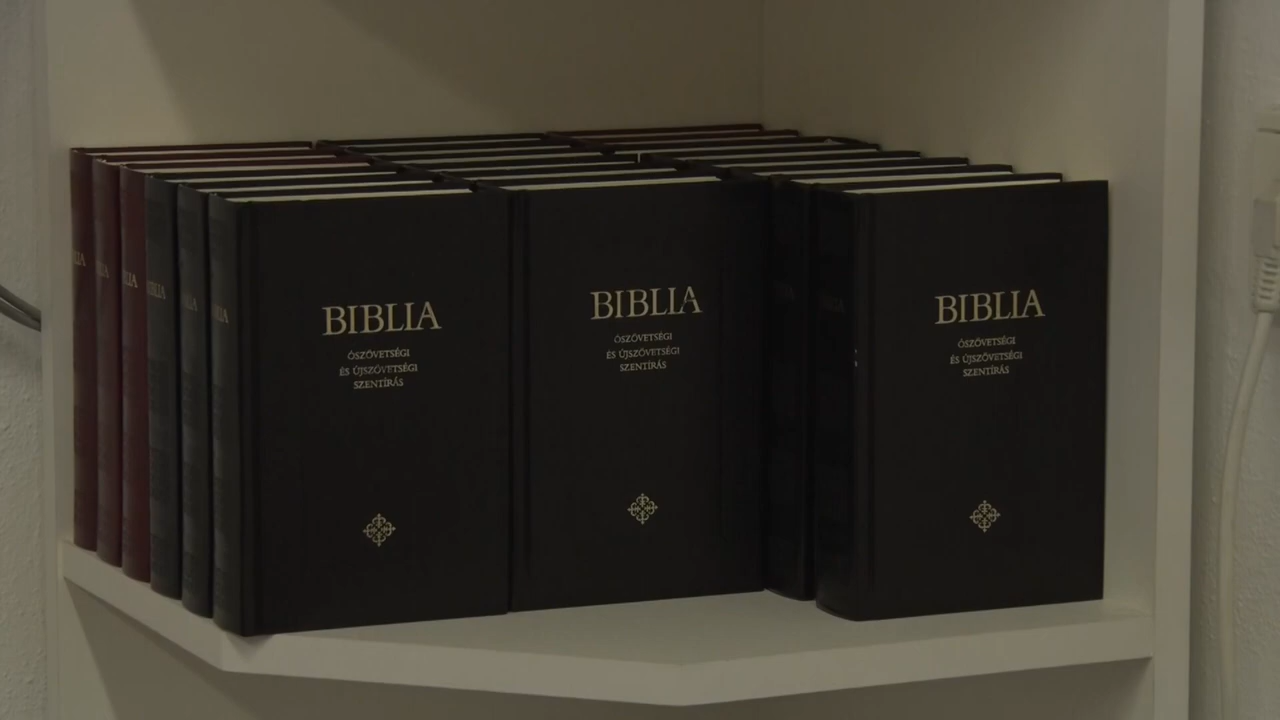 BIBLIA
ÓSZÖVETSÉGI
ÉS ÚJSZÖVETSÉGI
SZENTÍRÁS
BIBLIA
ÓSZÖVETSÉGI
ÉS ÚJSZÖVETSÉGI
SZENTÍRÁS
BIBLIA
ÓSZÖVETSÉGI
ÉS ÚJSZÖVETSÉGI
SZENTÍRÁS